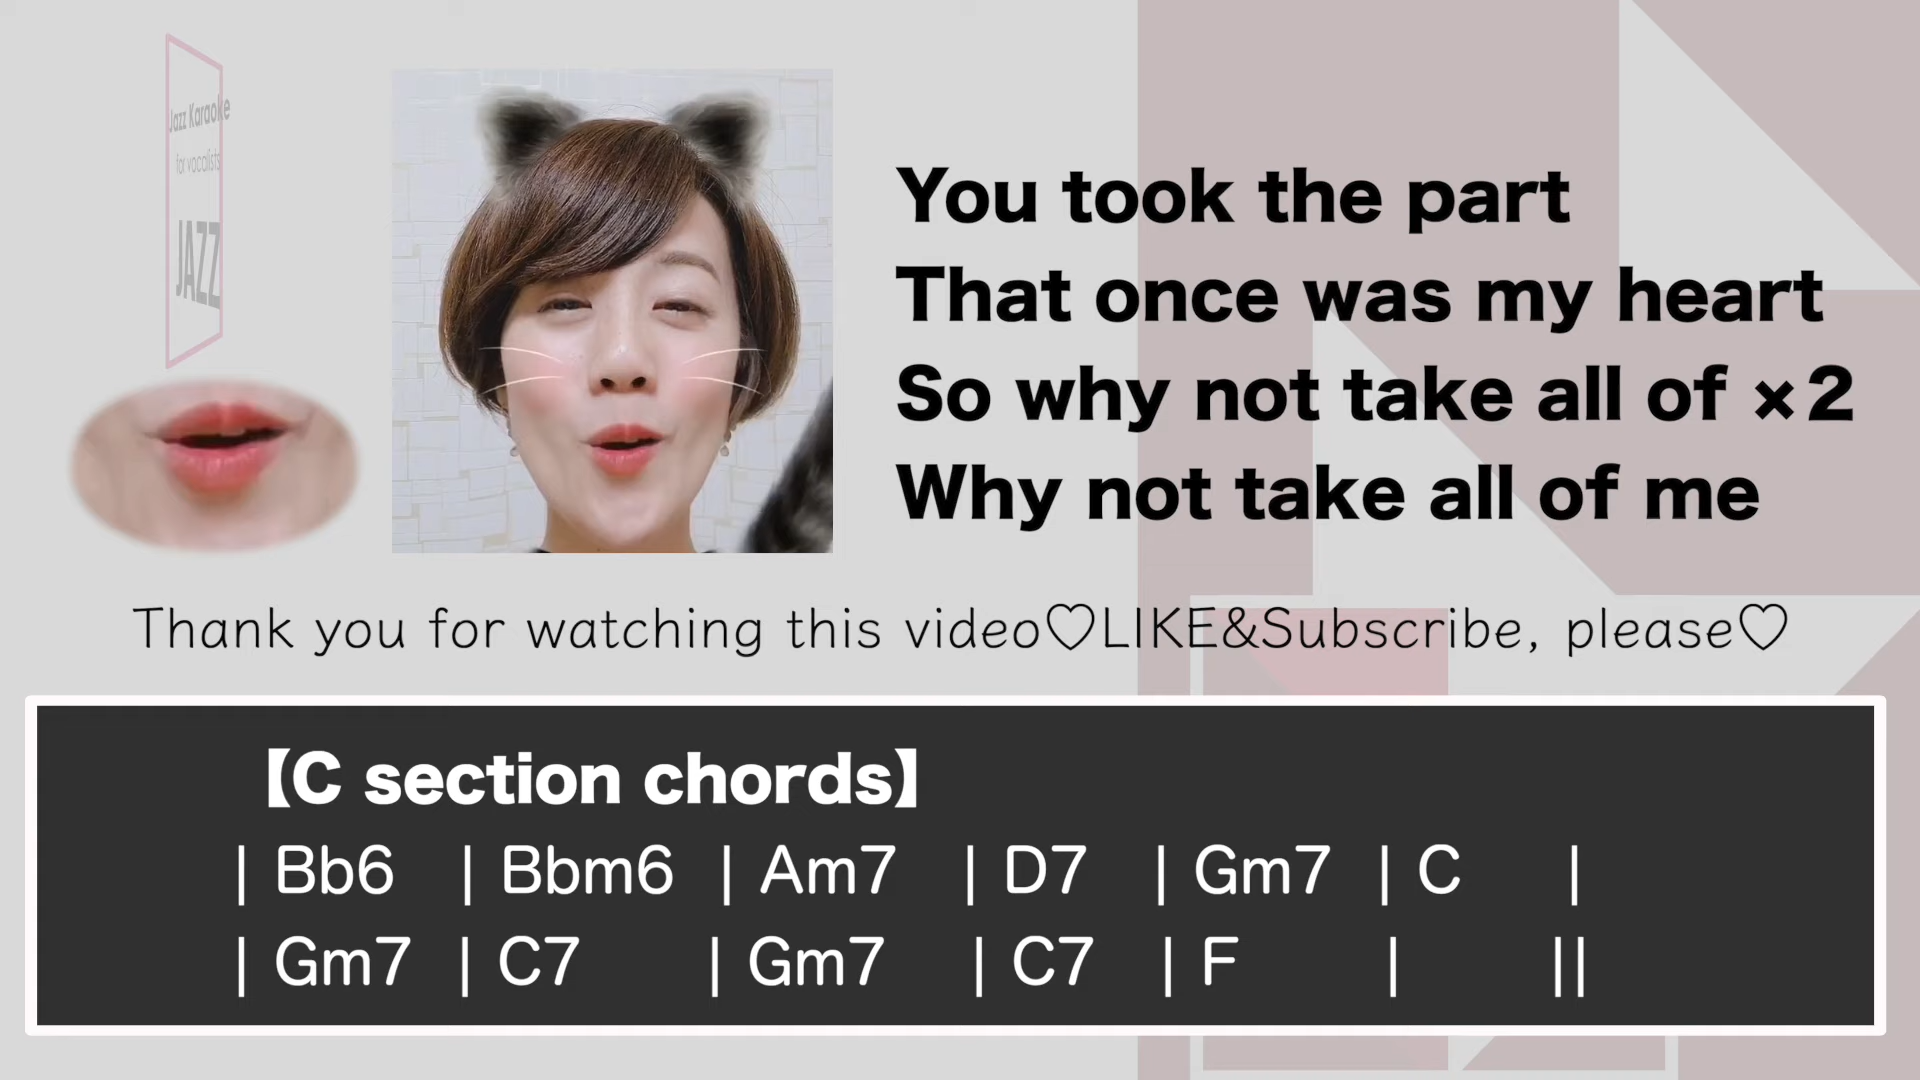 Jazz Karaoke
for vocalists
JAZZ
You took the part
That once was my heart
So why not take all of ×2
Why not take all of me
Thank you for watching this video♡LIKE&Subscribe, please♡
【C section chords】
| Bb6 | Bbm6 | Am7 | D7 | Gm7 | C |
| Gm7 | C7 | Gm7 | C7 | F | ||